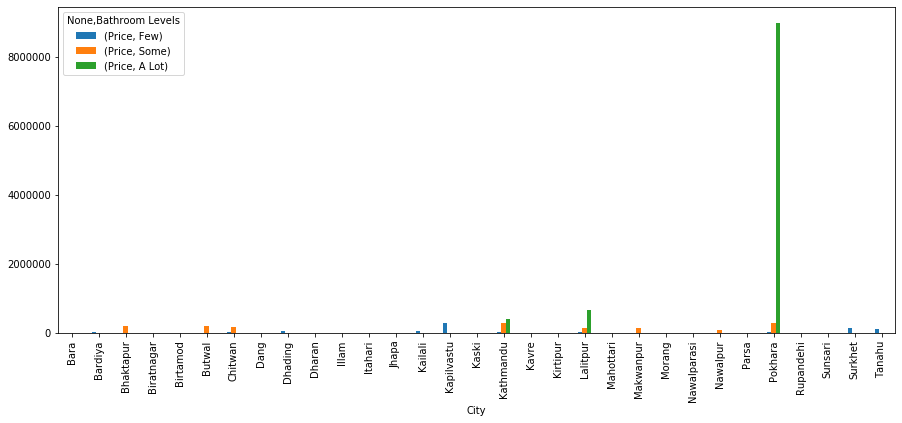 None,Bathroom Levels
(Price, Few)
(Price, Some)
(Price, A Lot)
8000000
6000000
4000000
2000000
0
Bara
Bardiya
Bhaktapur
Biratnagar
Birtamod
Butwal
Chitwan
Dang
Dhading
Dharan
Illam
Itahari
Jhapa
Kailali
Kapilvastu
Kaski
Kathmandu
Kavre
Kirtipur
Lalitpur
Mahottari
Makwanpur
Morang
Nawalparasi
Nawalpur
Parsa
Pokhara
Rupandehi
Sunsari
Surkhet
Tanahu
City